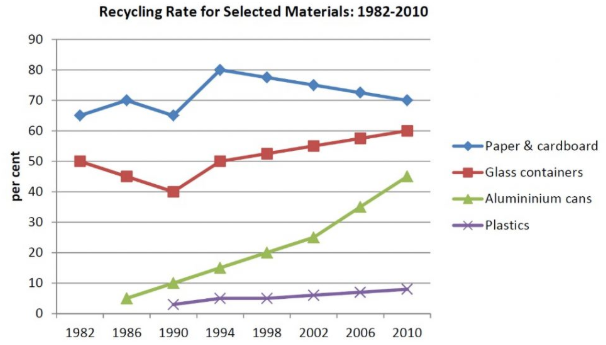 Recycling Rate for Selected Materials: 1982-2010
90
80
70
60
50
40
30
20
10
0
per cent
1982 1986 1990 1994 1998 2002 2006 2010
Paper & cardboard
Glass containers
Alumininium cans
Plastics